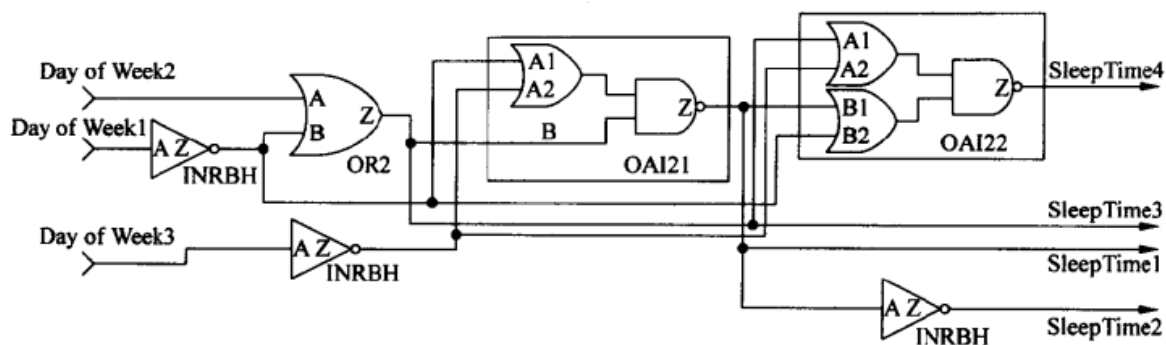 Day of Week2
A
B
Z
OR2
Day of Week1
A Z
INRBH
Day of Week3
A Z
INRBH
A1
A2
B
Z
OAI21
A1
A2
B1
B2
Z
OAI22
SleepTime4
SleepTime3
SleepTime1
A Z
INRBH
SleepTime2